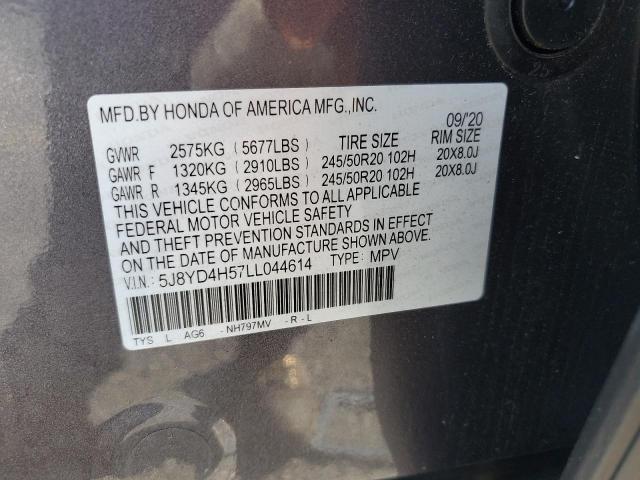 MFD.BY HONDA OF AMERICA MFG.,INC. 09/'20
GVWR 2575KG (5677LBS) TIRE SIZE RIM SIZE
GAWR F 1320KG (2910LBS) 245/50R20 102H 20X8.0J
GAWR R 1345KG (2965LBS) 245/50R20 102H 20X8.0J
THIS VEHICLE CONFORMS TO ALL APPLICABLE
FEDERAL MOTOR VEHICLE SAFETY
AND THEFT PREVENTION STANDARDS IN EFFECT
ON THE DATE OF MANUFACTURE SHOWN ABOVE.
V.I.N.: 5J8YD4H57LL044614 TYPE: MPV
TYS L AG6 -NH797MV -R-L